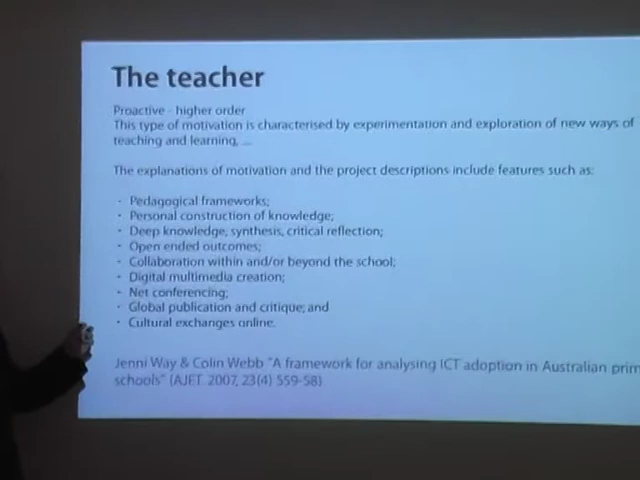 The teacher
Proactive - higher order
This type of motivation is characterised by experimentation and exploration of new ways of
teaching and learning, ...
The explanations of motivation and the project descriptions include features such as:
· Pedagogical frameworks;
· Personal construction of knowledge;
· Deep knowledge, synthesis, critical reflection;
· Open ended outcomes;
· Collaboration within and/or beyond the school;
· Digital multimedia creation;
· Net conferencing;
· Global publication and critique; and
· Cultural exchanges online.
Jenni Way & Colin Webb "A framework for analysing ICT adoption in Australian prim
schools" (AJET 2007, 23(4) 559-58)